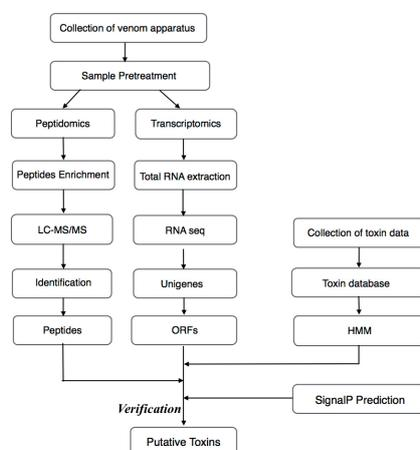 Collection of venom apparatus
Sample Pretreatment
Peptidomics
Transcriptomics
Peptides Enrichment
Total RNA extraction
LC-MS/MS
RNA seq
Collection of toxin data
Identification
Unigenes
Toxin database
Peptides
ORFs
HMM
SignalP Prediction
Verification
Putative Toxins